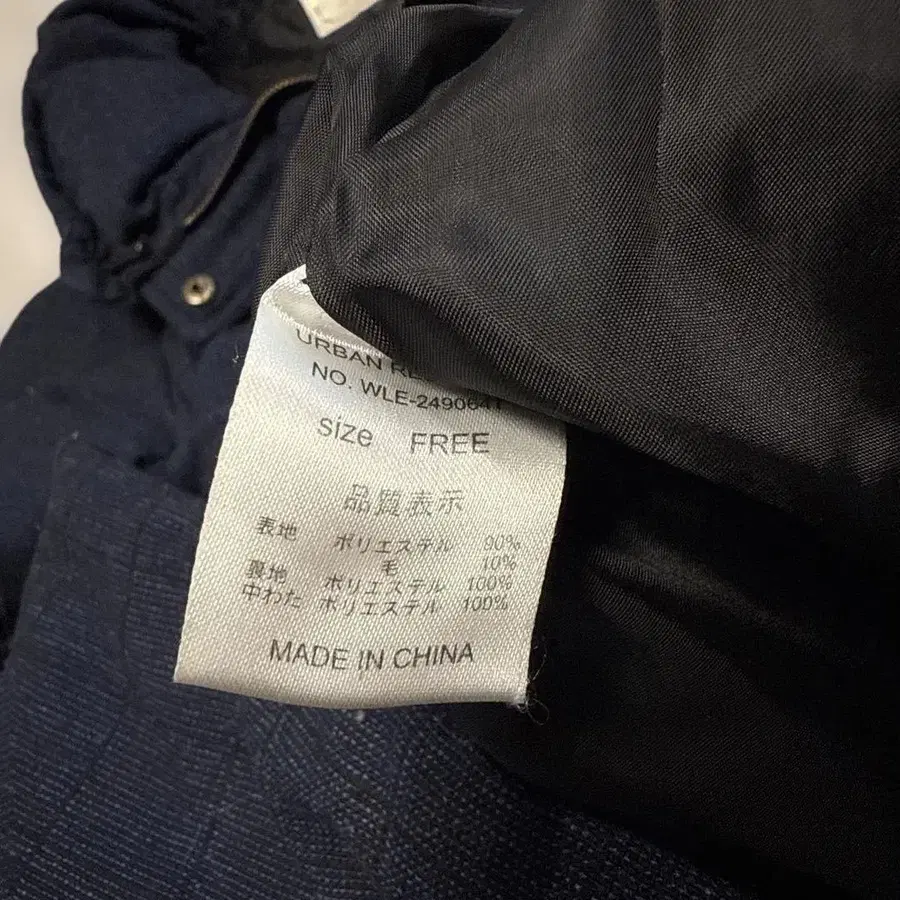 URBAN
NO. WLE-2490641
size FREE
品質表示
表地 ポリエステル 90%
毛 10%
裏地 ポリエステル 100%
中わた ポリエステル 100%
MADE IN CHINA